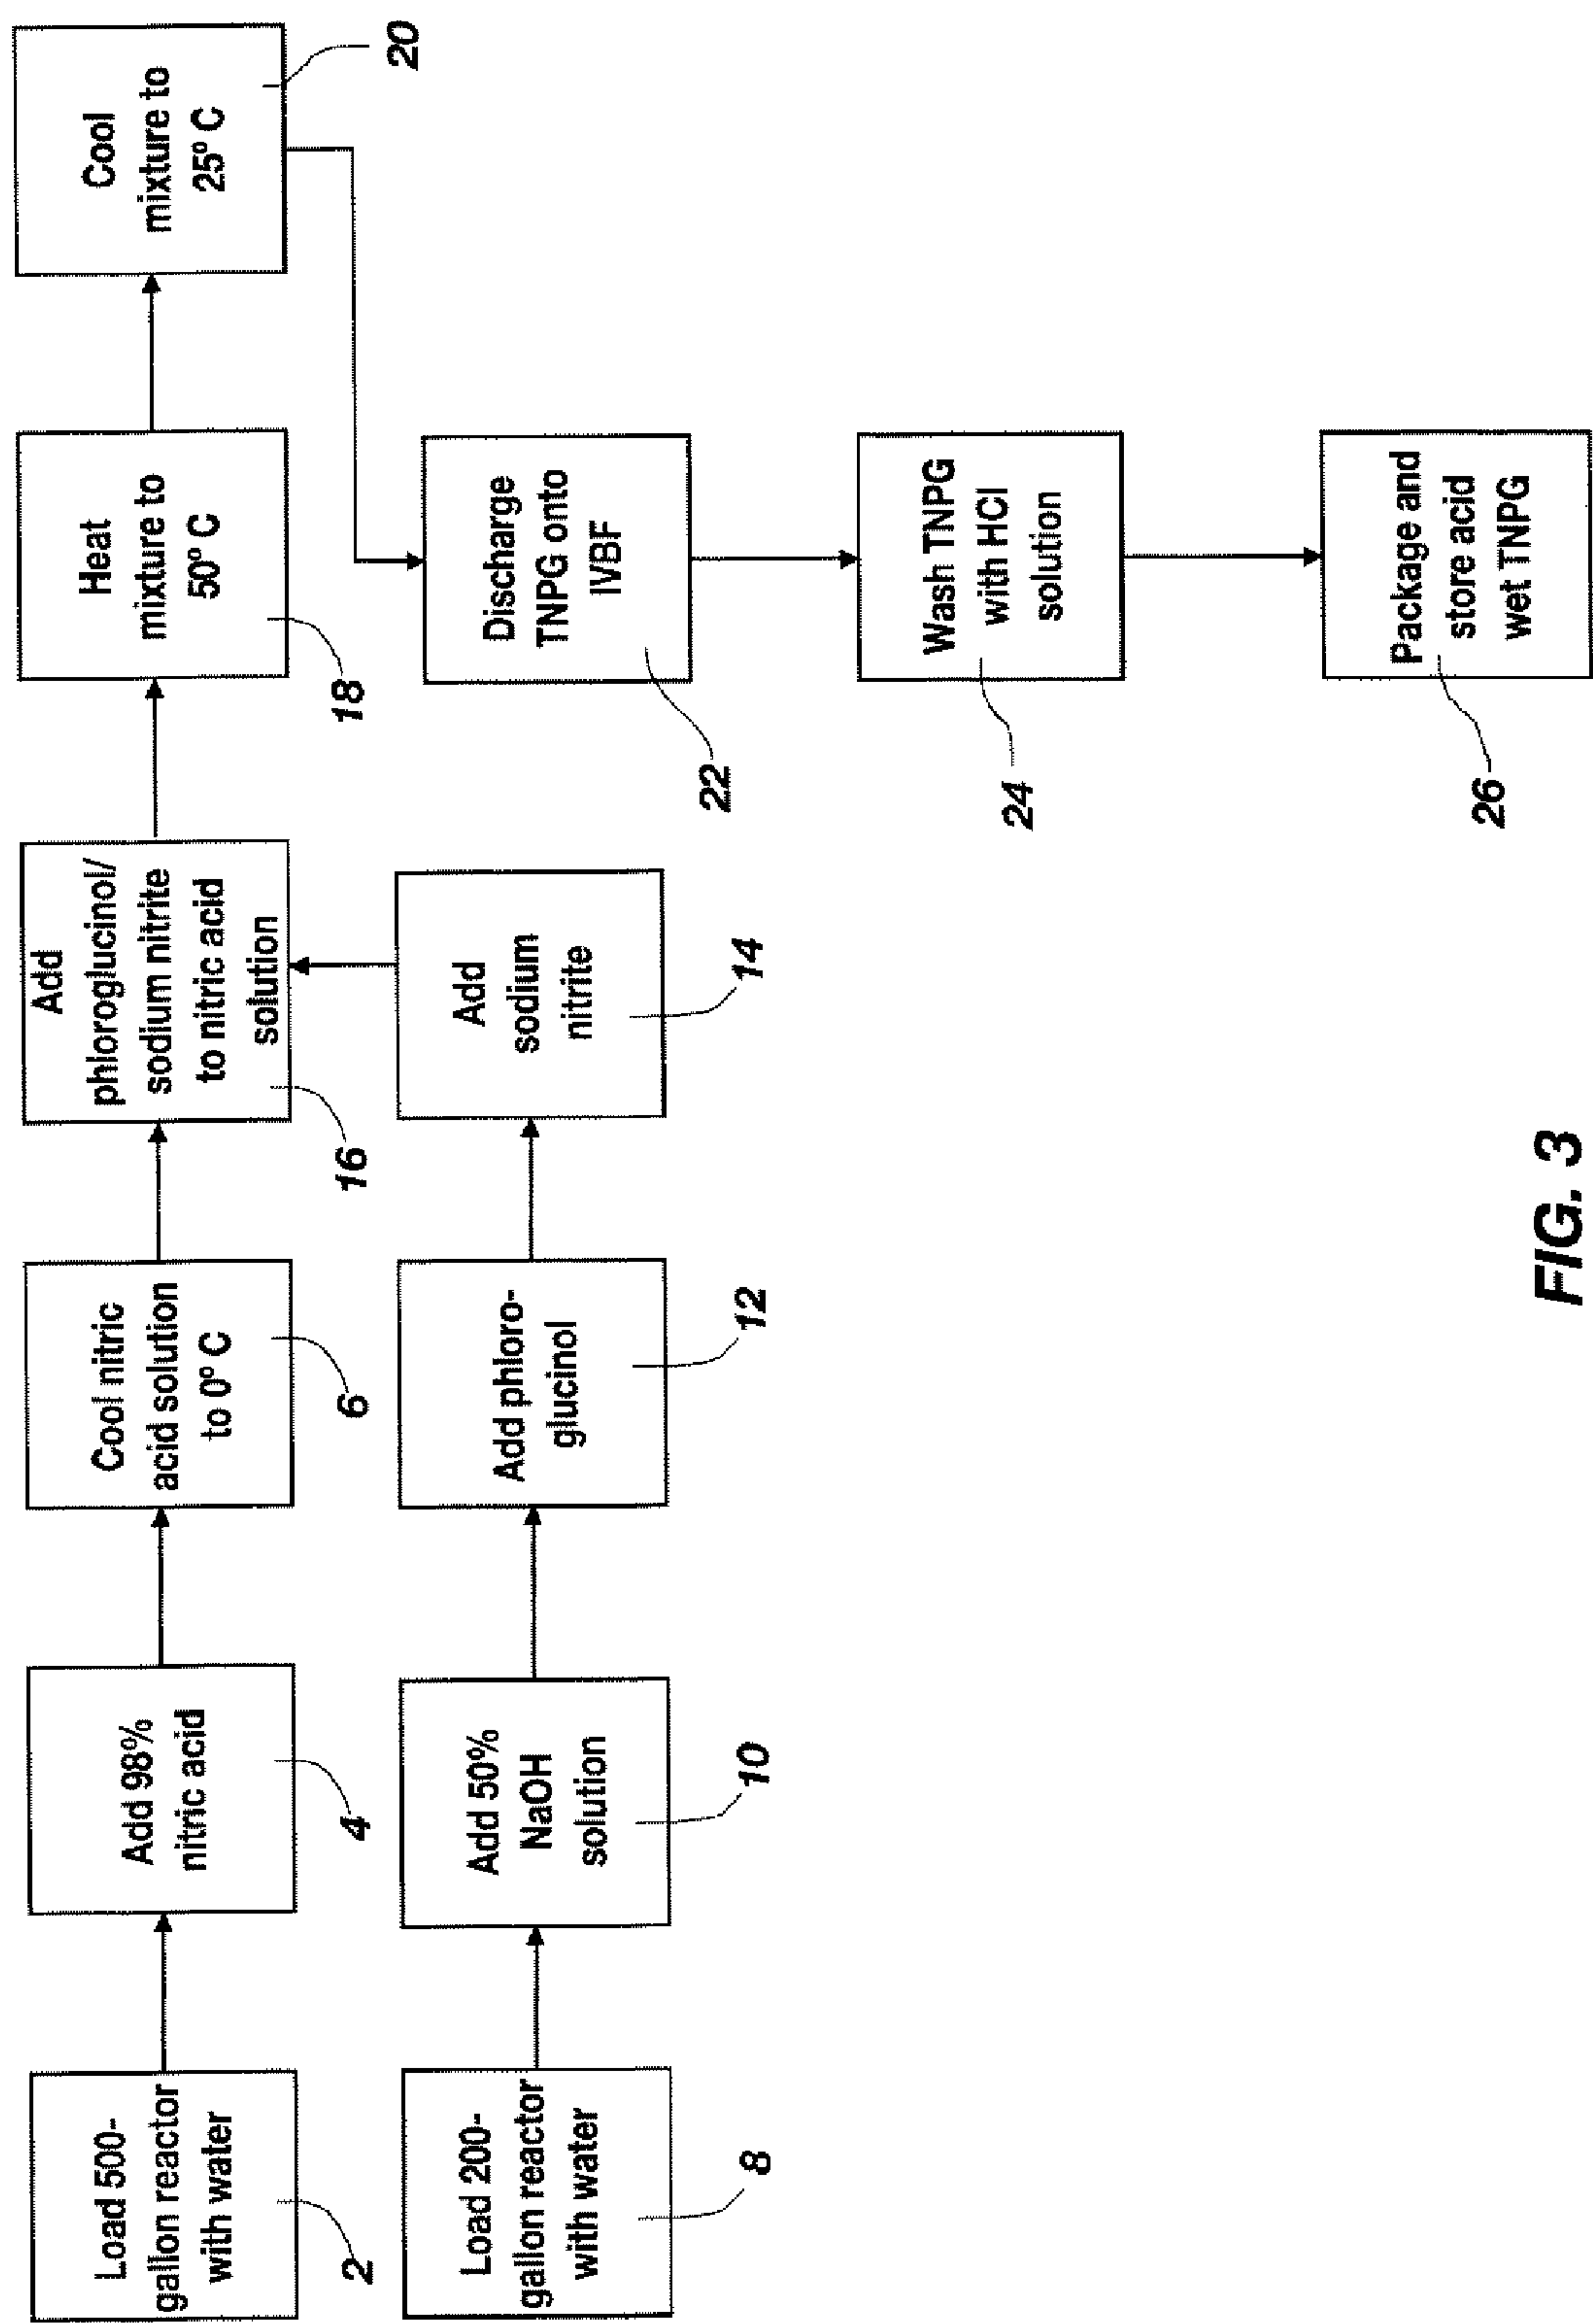 Load 500-
gallon reactor
with water
2
Add 98%
nitric acid
4
Cool nitric
acid solution
to 0° C
6
Add
phloroglucinol/
sodium nitrite
to nitric acid
solution
16
Heat
mixture to
50° C
18
Cool
mixture to
25° C
20
Load 200-
gallon reactor
with water
8
Add 50%
NaOH
solution
10
Add phloro-
glucinol
12
Add
sodium
nitrite
14
Discharge
TNPG onto
IVBF
22
Wash TNPG
with HCl
solution
24
Package and
store acid
wet TNPG
26
FIG. 3